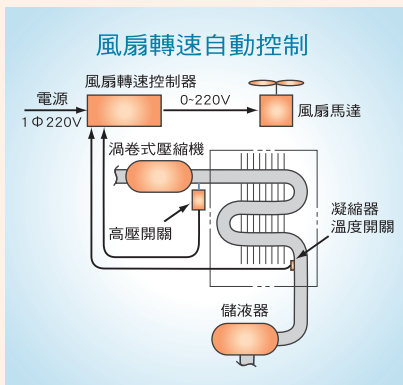 風扇轉速自動控制
風扇轉速控制器
電源
1Φ220V
0~220V
風扇馬達
渦卷式壓縮機
高壓開關
凝縮器
溫度開關
儲液器